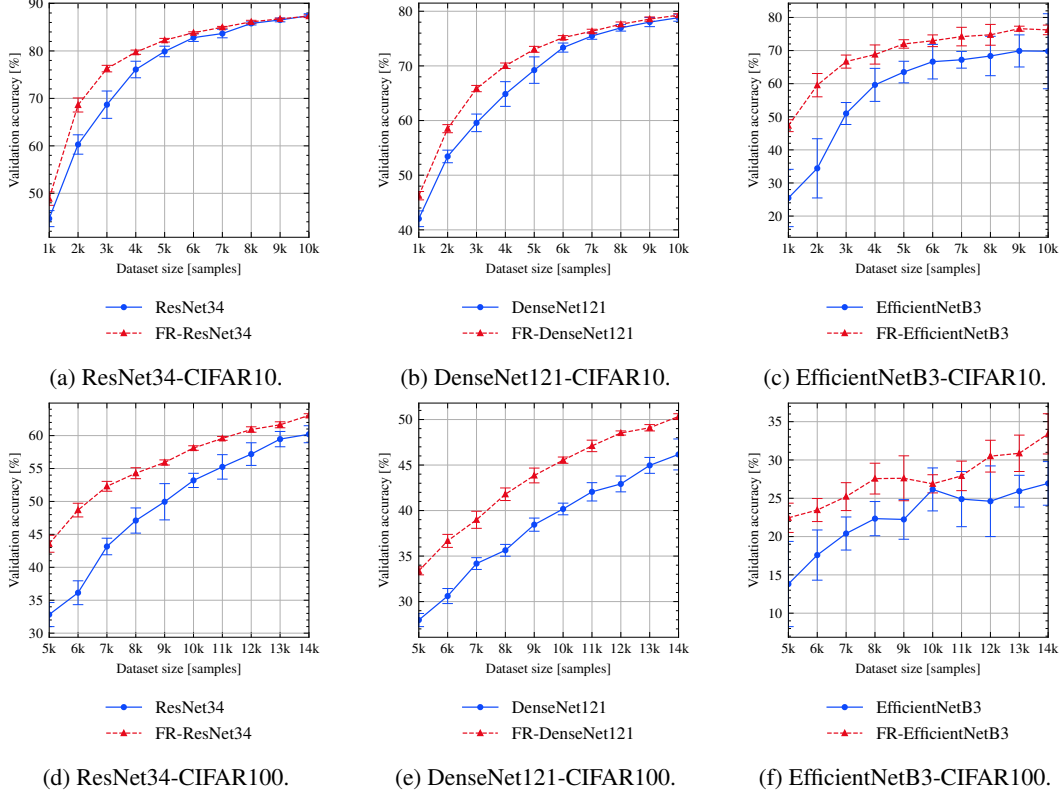 Validation accuracy [%]
90
80
70
60
50
1k 2k 3k 4k 5k 6k 7k 8k 9k 10k
Dataset size [samples]
ResNet34
FR-ResNet34
(a) ResNet34-CIFAR10.
Validation accuracy [%]
80
70
60
50
40
1k 2k 3k 4k 5k 6k 7k 8k 9k 10k
Dataset size [samples]
DenseNet121
FR-DenseNet121
(b) DenseNet121-CIFAR10.
Validation accuracy [%]
80
70
60
50
40
30
20
1k 2k 3k 4k 5k 6k 7k 8k 9k 10k
Dataset size [samples]
EfficientNetB3
FR-EfficientNetB3
(c) EfficientNetB3-CIFAR10.
Validation accuracy [%]
60
55
50
45
40
35
30
5k 6k 7k 8k 9k 10k 11k 12k 13k 14k
Dataset size [samples]
ResNet34
FR-ResNet34
(d) ResNet34-CIFAR100.
Validation accuracy [%]
50
45
40
35
30
5k 6k 7k 8k 9k 10k 11k 12k 13k 14k
Dataset size [samples]
DenseNet121
FR-DenseNet121
(e) DenseNet121-CIFAR100.
Validation accuracy [%]
35
30
25
20
15
10
5k 6k 7k 8k 9k 10k 11k 12k 13k 14k
Dataset size [samples]
EfficientNetB3
FR-EfficientNetB3
(f) EfficientNetB3-CIFAR100.